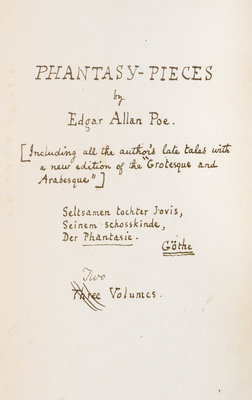 PHANTASY-PIECES
by
Edgar Allan Poe.
[Including all the author's late tales with
a new edition of the "Grotesque and
Arabesque"]
Seltsamen tochter Jovis,
Seinem schosskinde,
Der Phantasie.
Göthe
Two
Three Volumes.